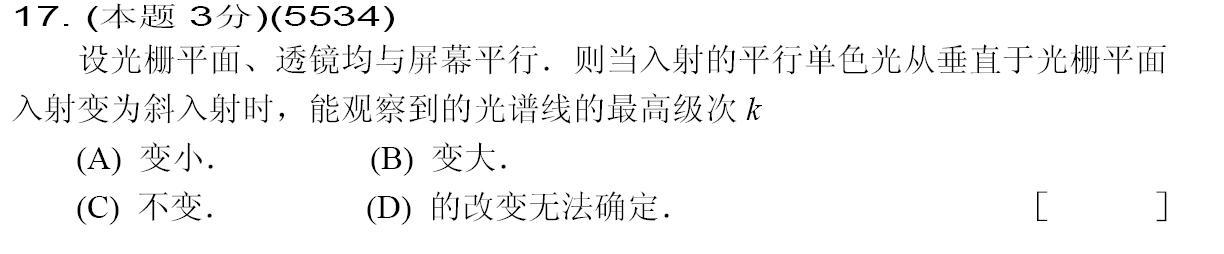 17. (本题 3分)(5534)
设光栅平面、透镜均与屏幕平行．则当入射的平行单色光从垂直于光栅平面
入射变为斜入射时，能观察到的光谱线的最高级次 k
(A) 变小． (B) 变大．
(C) 不变． (D) 的改变无法确定． [ ]